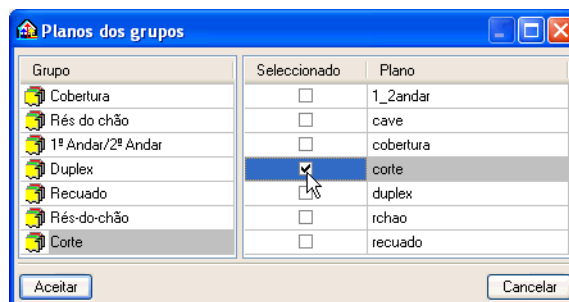 Planos dos grupos
Grupo Seleccionado Plano
Cobertura 1_2andar
Rés do chão cave
1º Andar/2º Andar cobertura
Duplex corte
Recuado duplex
Rés-do-chão rchao
Corte recuado
Aceitar Cancelar